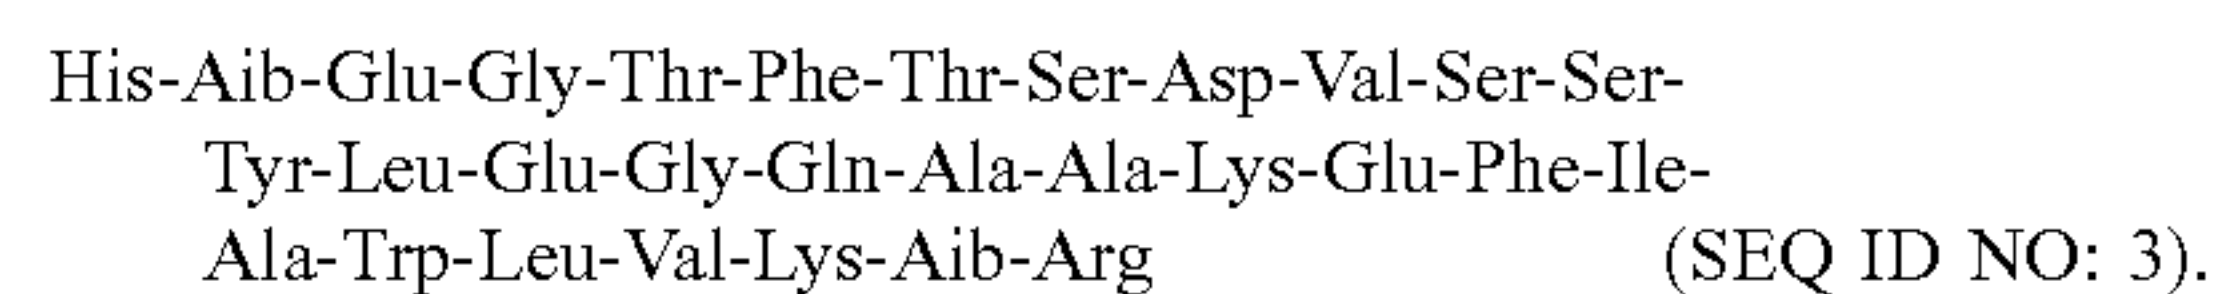 His-Aib-Glu-Gly-Thr-Phe-Thr-Ser-Asp-Val-Ser-Ser-
Tyr-Leu-Glu-Gly-Gln-Ala-Ala-Lys-Glu-Phe-Ile-
Ala-Trp-Leu-Val-Lys-Aib-Arg (SEQ ID NO: 3).